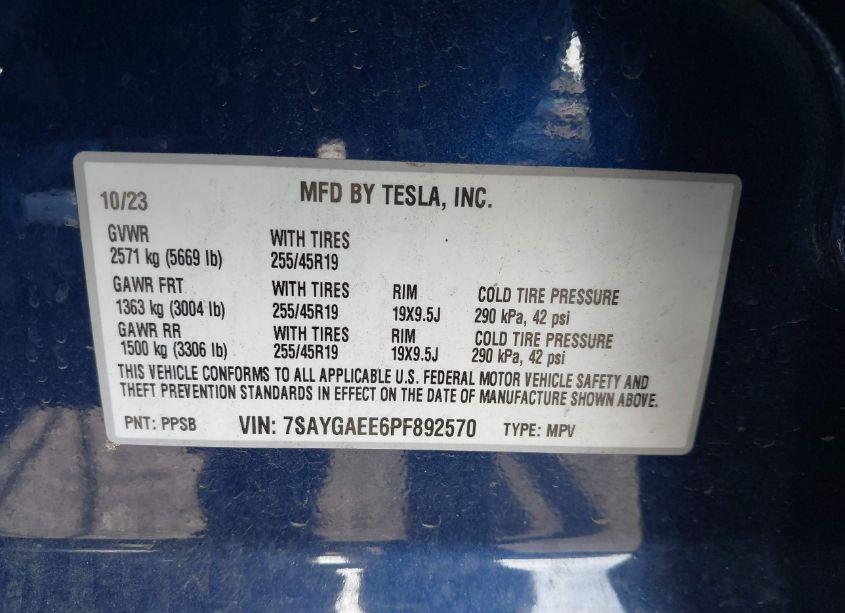 10/23 MFD BY TESLA, INC.
GVWR
2571 kg (5669 lb) WITH TIRES
255/45R19
GAWR FRT WITH TIRES RIM COLD TIRE PRESSURE
1363 kg (3004 lb) 255/45R19 19X9.5J 290 kPa, 42 psi
GAWR RR WITH TIRES RIM COLD TIRE PRESSURE
1500 kg (3306 lb) 255/45R19 19X9.5J 290 kPa, 42 psi
THIS VEHICLE CONFORMS TO ALL APPLICABLE U.S. FEDERAL MOTOR VEHICLE SAFETY AND
THEFT PREVENTION STANDARDS IN EFFECT ON THE DATE OF MANUFACTURE SHOWN ABOVE.
PNT: PPSB VIN: 7SAYGAEE6PF892570 TYPE: MPV